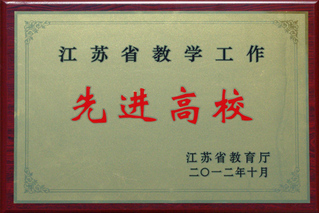 江苏省教学工作
先进高校
江苏省教育厅
二〇一二年十月